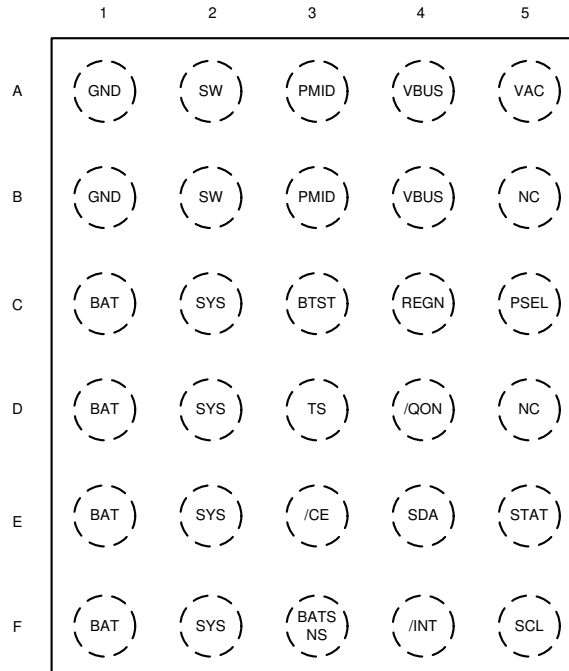 1 2 3 4 5
A GND SW PMID VBUS VAC
B GND SW PMID VBUS NC
C BAT SYS BTST REGN PSEL
D BAT SYS TS /QON NC
E BAT SYS /CE SDA STAT
F BAT SYS BATS NS /INT SCL